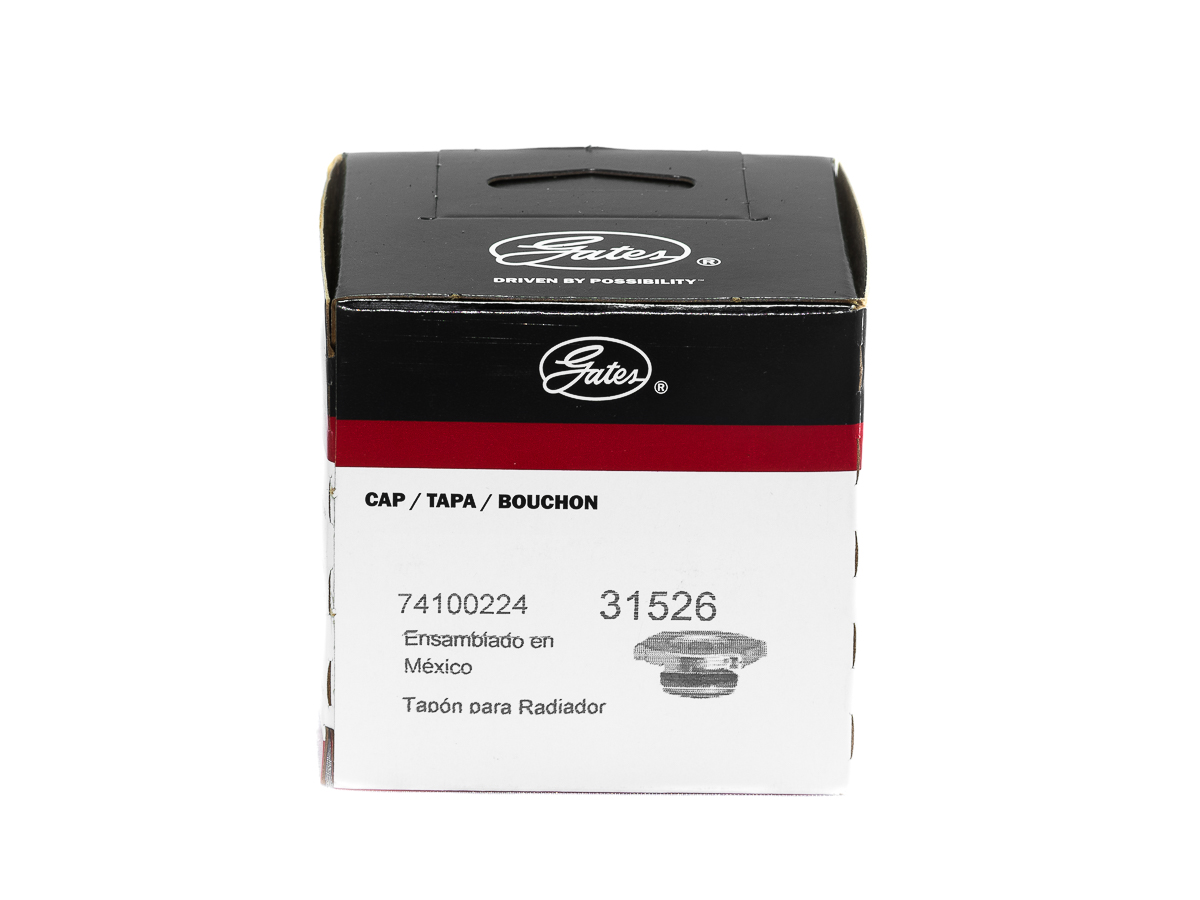 Gates ®
DRIVEN BY POSSIBILITY™
Gates ®
CAP / TAPA / BOUCHON
74100224 31526
Ensamblado en
México
Tapón para Radiador